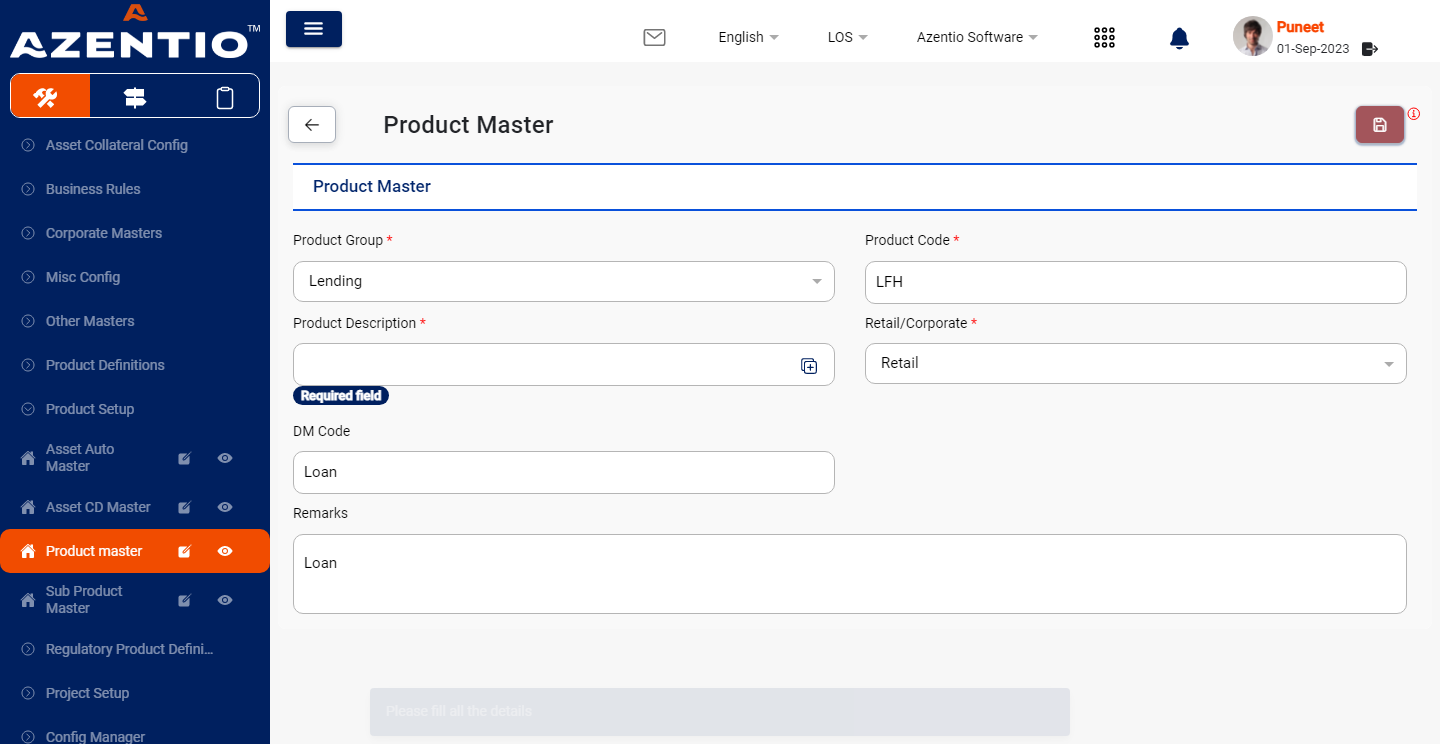 AZENTIO™
English
LOS
Azentio Software
Puneet
01-Sep-2023
Asset Collateral Config
Business Rules
Corporate Masters
Misc Config
Other Masters
Product Definitions
Product Setup
Asset Auto
Master
Asset CD Master
Product master
Sub Product
Master
Regulatory Product Defini...
Project Setup
Config Manager
Product Master
Product Master
Product Group *
Lending
Product Code *
LFH
Product Description *
Required field
Retail/Corporate *
Retail
DM Code
Loan
Remarks
Loan
Please fill all the details